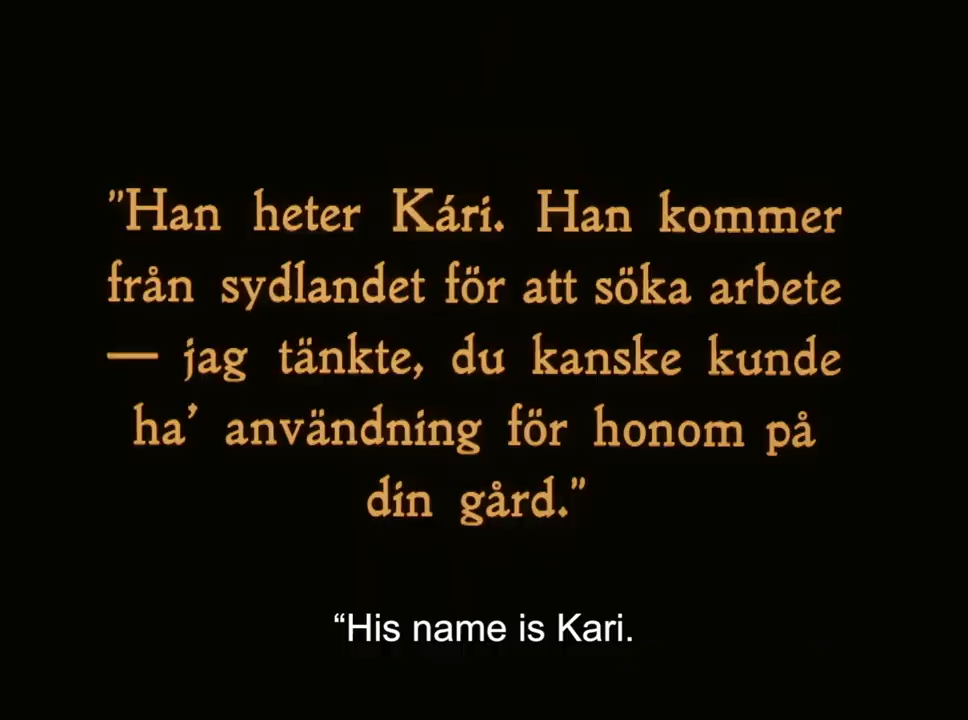 "Han heter Kári. Han kommer
från sydlandet för att söka arbete
— jag tänkte, du kanske kunde
ha’ användning för honom på
din gård."
“His name is Kari.